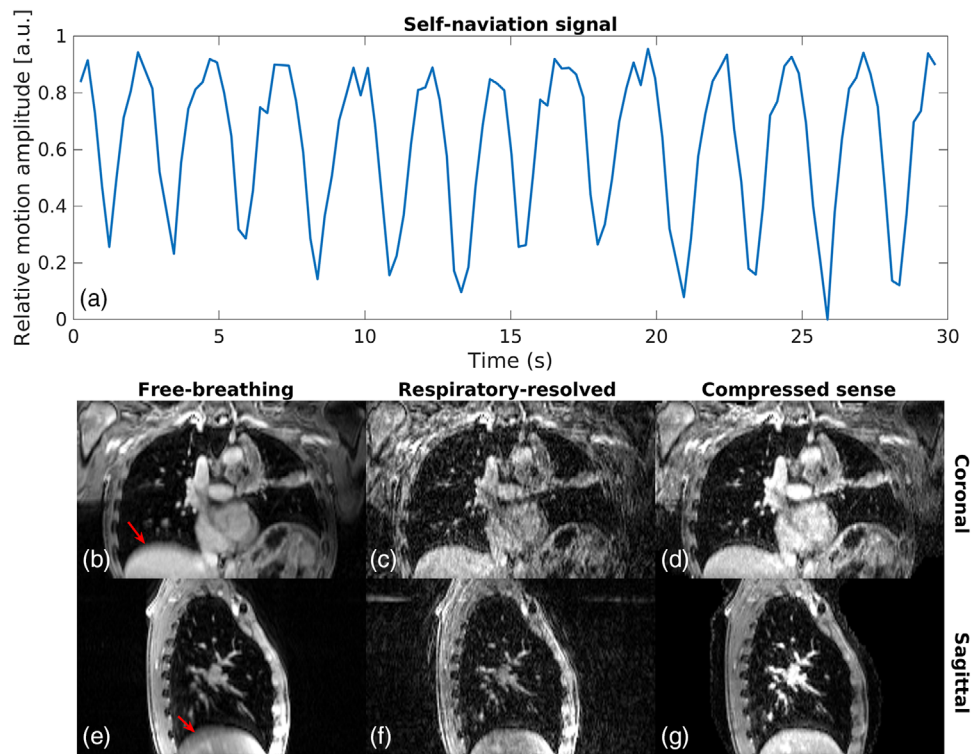 Self-naviation signal
Relative motion amplitude [a.u.]
1
0.8
0.6
0.4
0.2
0
(a)
0 5 10 15 20 25 30
Time (s)
Free-breathing Respiratory-resolved Compressed sense
Coronal
(b) (c) (d)
Sagittal
(e) (f) (g)